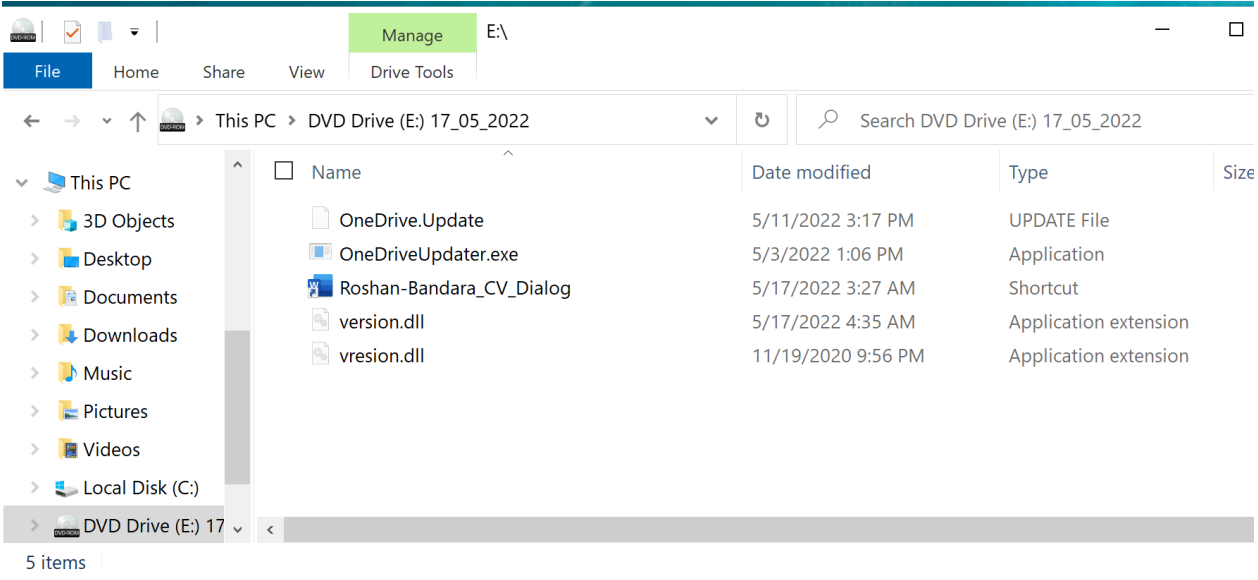 Manage E:\
File Home Share View Drive Tools
This PC DVD Drive (E:) 17_05_2022 Search DVD Drive (E:) 17_05_2022
This PC
3D Objects
Desktop
Documents
Downloads
Music
Pictures
Videos
Local Disk (C:)
DVD Drive (E:) 17
Name Date modified Type Size
OneDrive.Update 5/11/2022 3:17 PM UPDATE File
OneDriveUpdater.exe 5/3/2022 1:06 PM Application
Roshan-Bandara_CV_Dialog 5/17/2022 3:27 AM Shortcut
version.dll 5/17/2022 4:35 AM Application extension
vresion.dll 11/19/2020 9:56 PM Application extension
5 items